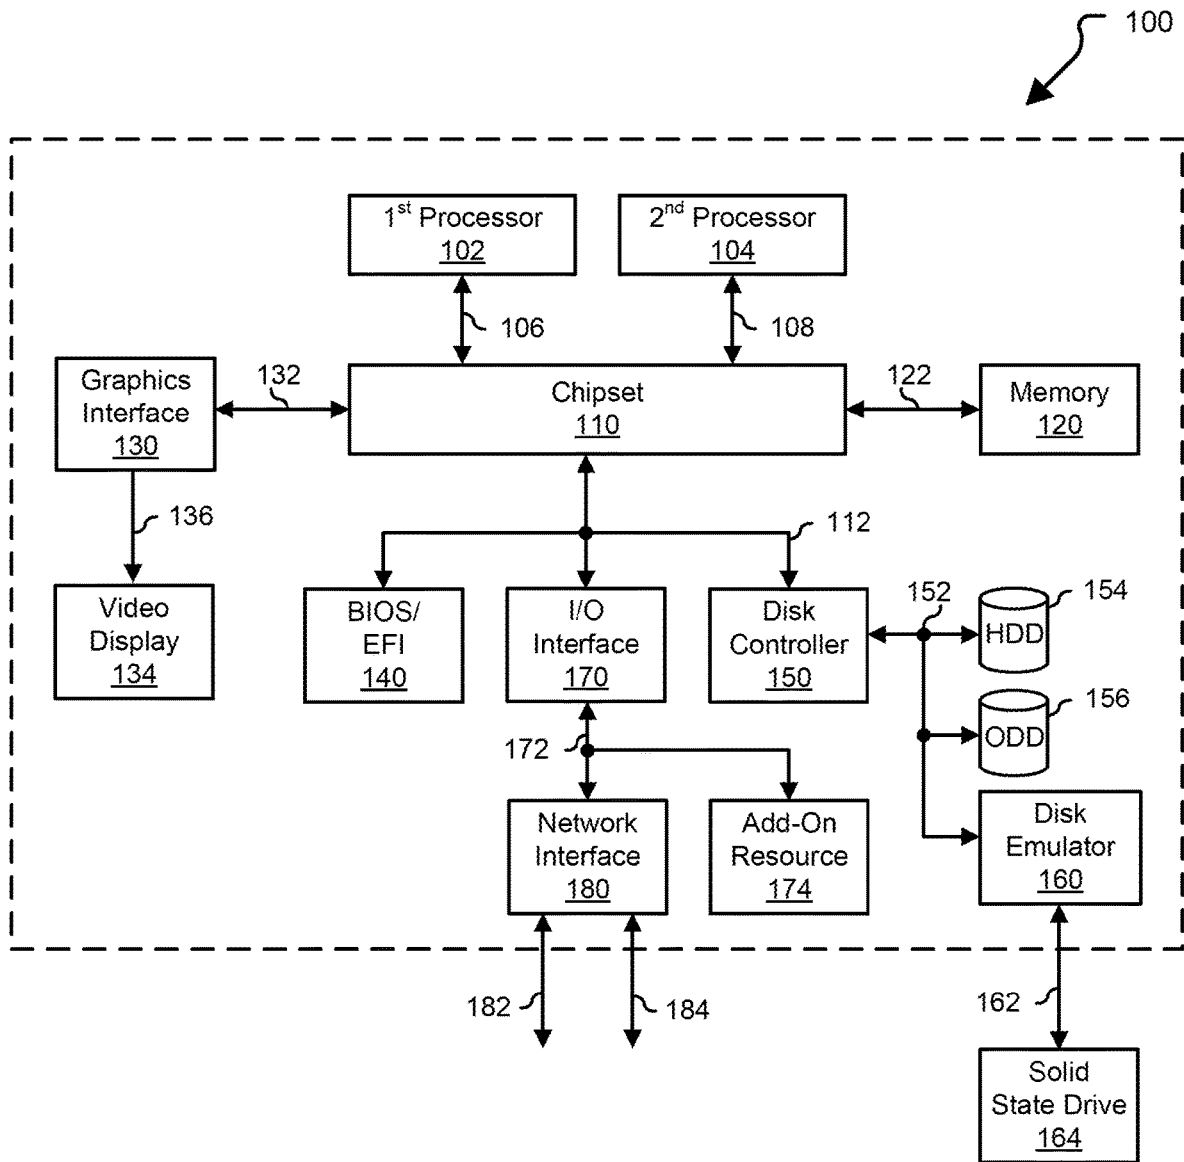 100
1st Processor
102
2nd Processor
104
106
108
Graphics
Interface
130
132
Chipset
110
122
Memory
120
136
112
Video
Display
134
BIOS/
EFI
140
I/O
Interface
170
Disk
Controller
150
152
HDD
154
ODD
156
172
Network
Interface
180
Add-On
Resource
174
Disk
Emulator
160
182
184
162
Solid
State Drive
164